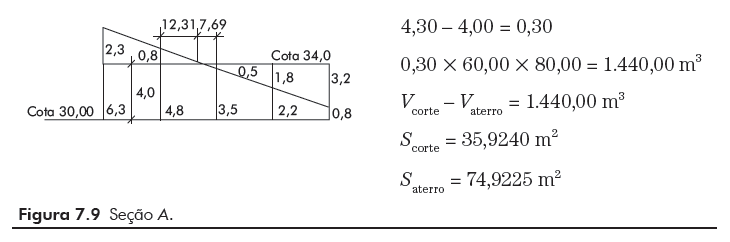 12,31 7,69
2,3
0,8
Cota 34,0
0,5
1,8
3,2
4,0
Cota 30,00
6,3
4,8
3,5
2,2
0,8
4,30 – 4,00 = 0,30
0,30 × 60,00 × 80,00 = 1.440,00 m³
V corte – V aterro = 1.440,00 m³
S corte = 35,9240 m²
S aterro = 74,9225 m²
Figura 7.9 Seção A.